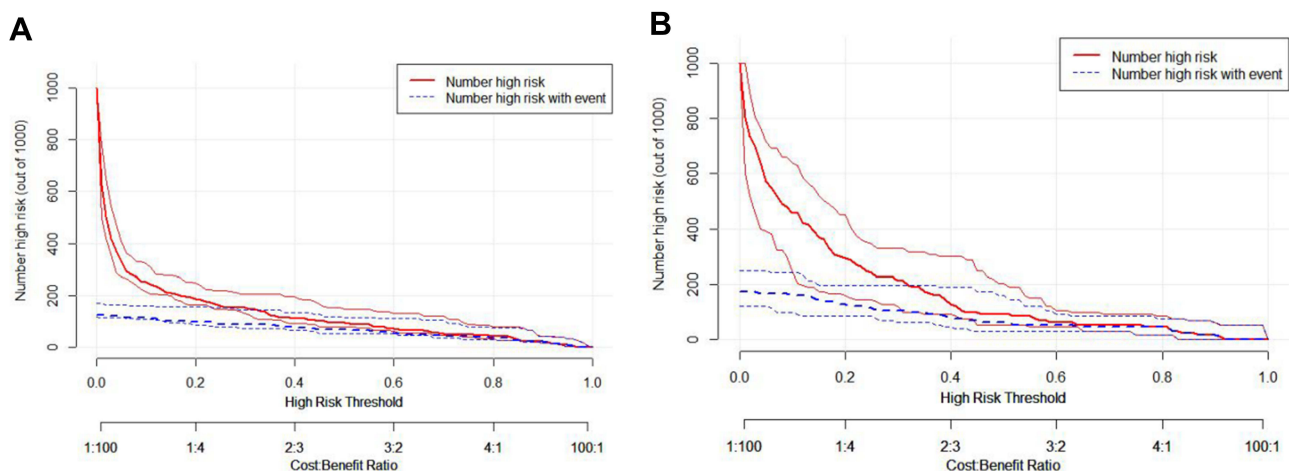 A
Number high risk
Number high risk with event
Number high risk (out of 1000)
1000
800
600
400
200
0
0.0 0.2 0.4 0.6 0.8 1.0
High Risk Threshold
1:100 1:4 2:3 3:2 4:1 100:1
Cost:Benefit Ratio
B
Number high risk
Number high risk with event
Number high risk (out of 1000)
1000
800
600
400
200
0
0.0 0.2 0.4 0.6 0.8 1.0
High Risk Threshold
1:100 1:4 2:3 3:2 4:1 100:1
Cost:Benefit Ratio